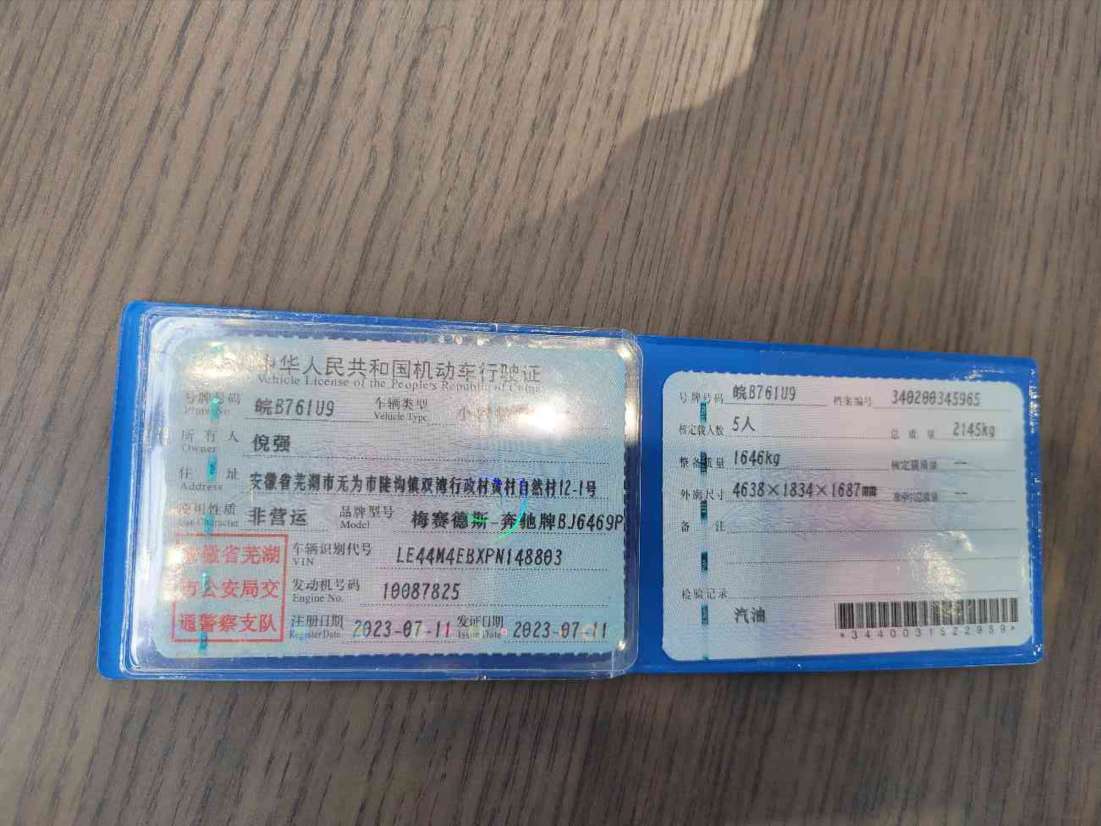 中华人民共和国机动车行驶证
Vehicle License of the People's Republic of China
号牌号码 Plate No. 皖B761U9 车辆类型 Vehicle Type
所有人 Owner 倪强
住址 Address 安徽省芜湖市无为市陡沟镇双湾行政村黄村自然村12-1号
使用性质 Use Character 非营运 品牌型号 Model 梅赛德斯-奔驰牌BJ6469P
安徽省芜湖
市公安局交
通警察支队
车辆识别代号 VIN LE44M4EBXPN148803
发动机号码 Engine No. 10087825
注册日期 Register Date 2023-07-11 发证日期 Issue Date 2023-07-11
号牌号码 皖B761U9 档案编号 340200345965
核定载人数 5人 总质量 2145kg
整备质量 1646kg 核定载质量 --
外廓尺寸 4638×1834×1687mm 准牵引总质量 --
备注
检验记录
汽油
*3440031522959*